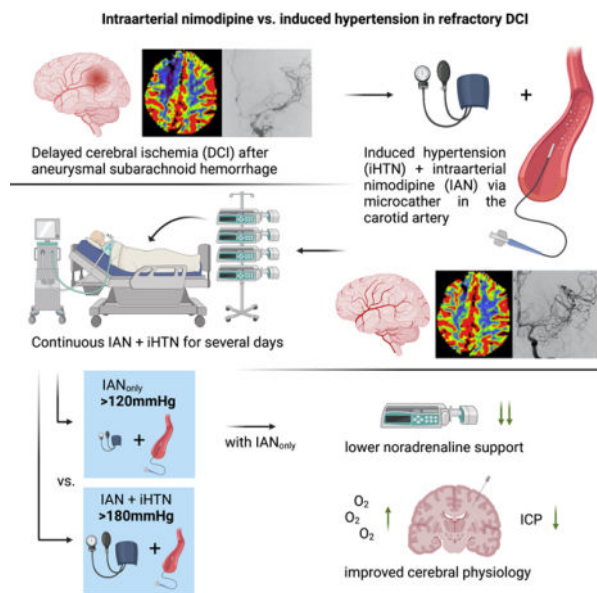 Intraarterial nimodipine vs. induced hypertension in refractory DCI
Delayed cerebral ischemia (DCI) after
aneurysmal subarachnoid hemorrhage
+
Induced hypertension
(iHTN) + intraarterial
nimodipine (IAN) via
microcather in the
carotid artery
Continuous IAN + iHTN for several days
IANonly
>120mmHg
+
with IANonly
vs.
IAN + iHTN
>180mmHg
+
lower noradrenaline support
O2
O2
O2
ICP
improved cerebral physiology